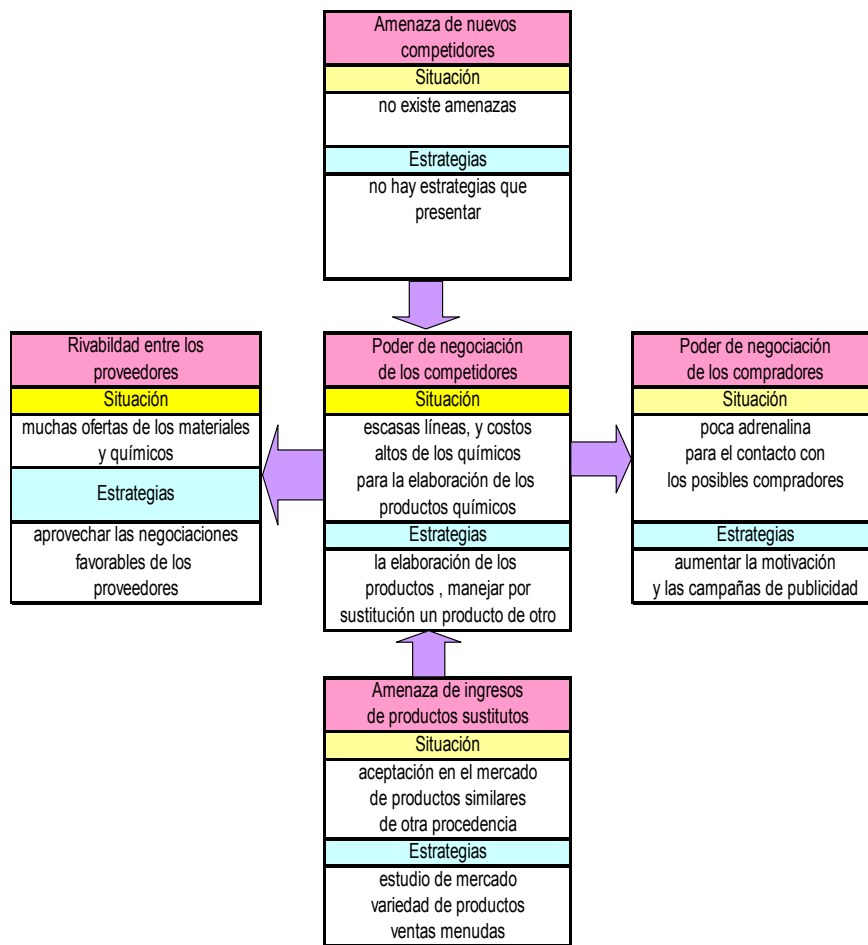 Amenaza de nuevos
competidores
Situación
no existe amenazas
Estrategias
no hay estrategias que
presentar
Rivabildad entre los
proveedores
Situación
muchas ofertas de los materiales
y químicos
Estrategias
aprovechar las negociaciones
favorables de los
proveedores
Poder de negociación
de los competidores
Situación
escasas líneas, y costos
altos de los químicos
para la elaboración de los
productos químicos
Estrategias
la elaboración de los
productos , manejar por
sustitución un producto de otro
Poder de negociación
de los compradores
Situación
poca adrenalina
para el contacto con
los posibles compradores
Estrategias
aumentar la motivación
y las campañas de publicidad
Amenaza de ingresos
de productos sustitutos
Situación
aceptación en el mercado
de productos similares
de otra procedencia
Estrategias
estudio de mercado
variedad de productos
ventas menudas